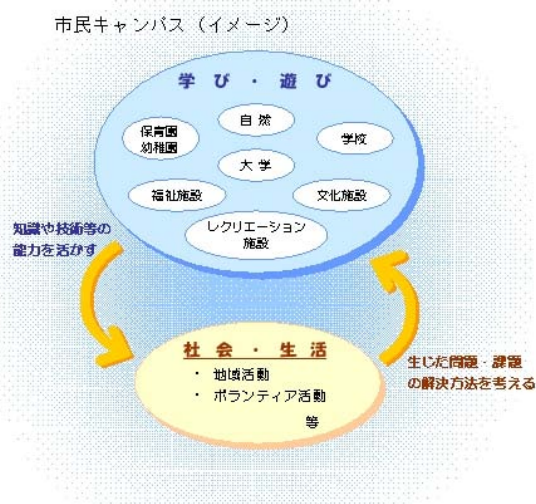 市民キャンパス（イメージ）
学び・遊び
自然
保育園
幼稚園
学校
大学
福祉施設
文化施設
レクリエーション
施設
知識や技術等の
能力を活かす
社会・生活
・ 地域活動
・ ボランティア活動
等
生じた問題・課題
の解決方法を考える